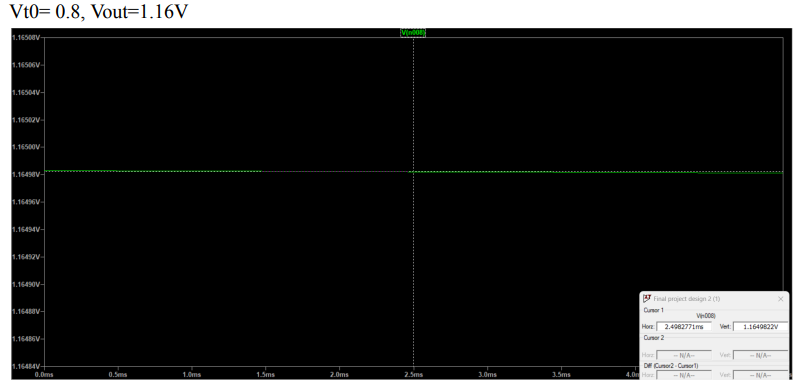 Vt0= 0.8, Vout=1.16V
V(n008)
1.16508V
1.16506V
1.16504V
1.16502V
1.16500V
1.16498V
1.16496V
1.16494V
1.16492V
1.16490V
1.16488V
1.16486V
1.16484V
0.0ms 0.5ms 1.0ms 1.5ms 2.0ms 2.5ms 3.0ms 3.5ms 4.0
Final project design 2 (1)
Cursor 1
V(n008)
Horz: 2.4982771ms Vert: 1.1649822V
Cursor 2
Horz: -- N/A-- Vert: -- N/A--
Diff (Cursor2 - Cursor1)
Horz: -- N/A-- Vert: -- N/A--